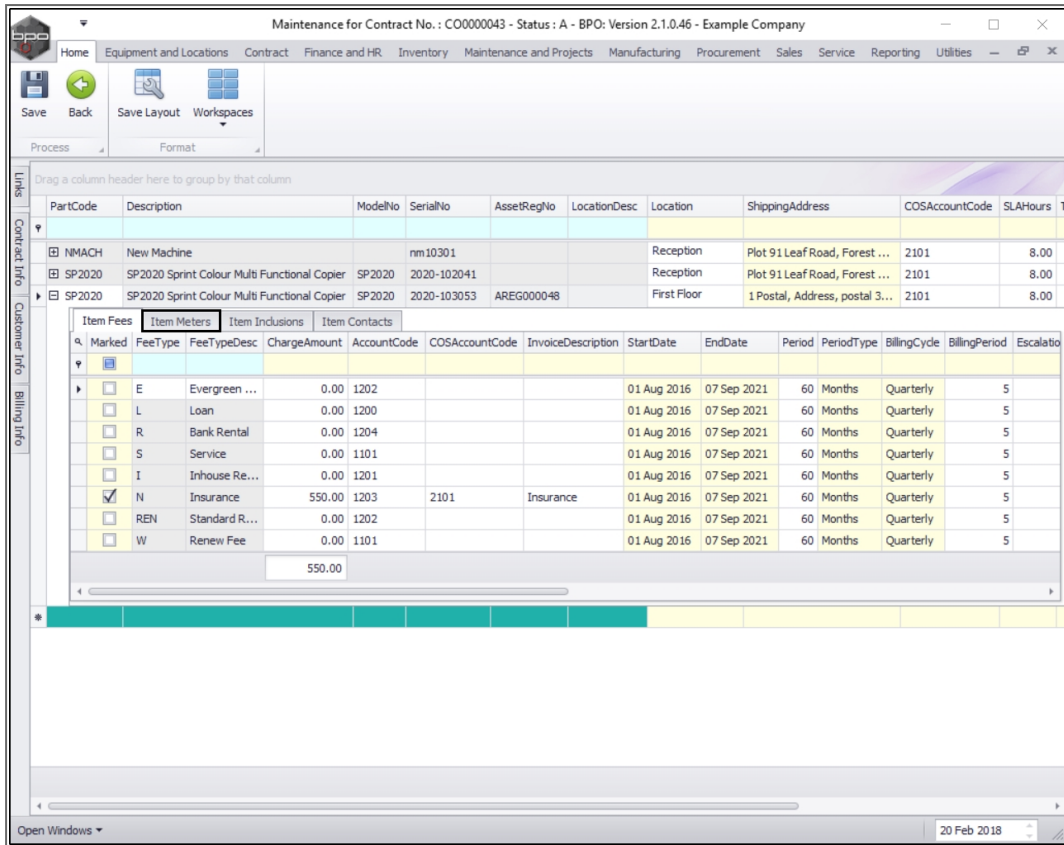 bpo
Maintenance for Contract No. : CO0000043 - Status : A - BPO: Version 2.1.0.46 - Example Company
Home Equipment and Locations Contract Finance and HR Inventory Maintenance and Projects Manufacturing Procurement Sales Service Reporting Utilities
Save Back Save Layout Workspaces
Process Format
Links
Contract Info
Customer Info
Billing Info
Drag a column header here to group by that column
PartCode Description ModelNo SerialNo AssetRegNo LocationDesc Location ShippingAddress COSAccountCode SLAHours T
NMACH New Machine nm10301 Reception Plot 91 Leaf Road, Forest ... 2101 8.00
SP2020 SP2020 Sprint Colour Multi Functional Copier SP2020 2020-102041 Reception Plot 91 Leaf Road, Forest ... 2101 8.00
SP2020 SP2020 Sprint Colour Multi Functional Copier SP2020 2020-103053 AREG000048 First Floor 1 Postal, Address, postal 3... 2101 8.00
Item Fees Item Meters Item Inclusions Item Contacts
Marked FeeType FeeTypeDesc ChargeAmount AccountCode COSAccountCode InvoiceDescription StartDate EndDate Period PeriodType BillingCycle BillingPeriod Escalatio
E Evergreen ... 0.00 1202 01 Aug 2016 07 Sep 2021 60 Months Quarterly 5
L Loan 0.00 1200 01 Aug 2016 07 Sep 2021 60 Months Quarterly 5
R Bank Rental 0.00 1204 01 Aug 2016 07 Sep 2021 60 Months Quarterly 5
S Service 0.00 1101 01 Aug 2016 07 Sep 2021 60 Months Quarterly 5
I Inhouse Re... 0.00 1201 01 Aug 2016 07 Sep 2021 60 Months Quarterly 5
N Insurance 550.00 1203 2101 Insurance 01 Aug 2016 07 Sep 2021 60 Months Quarterly 5
REN Standard R... 0.00 1202 01 Aug 2016 07 Sep 2021 60 Months Quarterly 5
W Renew Fee 0.00 1101 01 Aug 2016 07 Sep 2021 60 Months Quarterly 5
550.00
Open Windows 20 Feb 2018